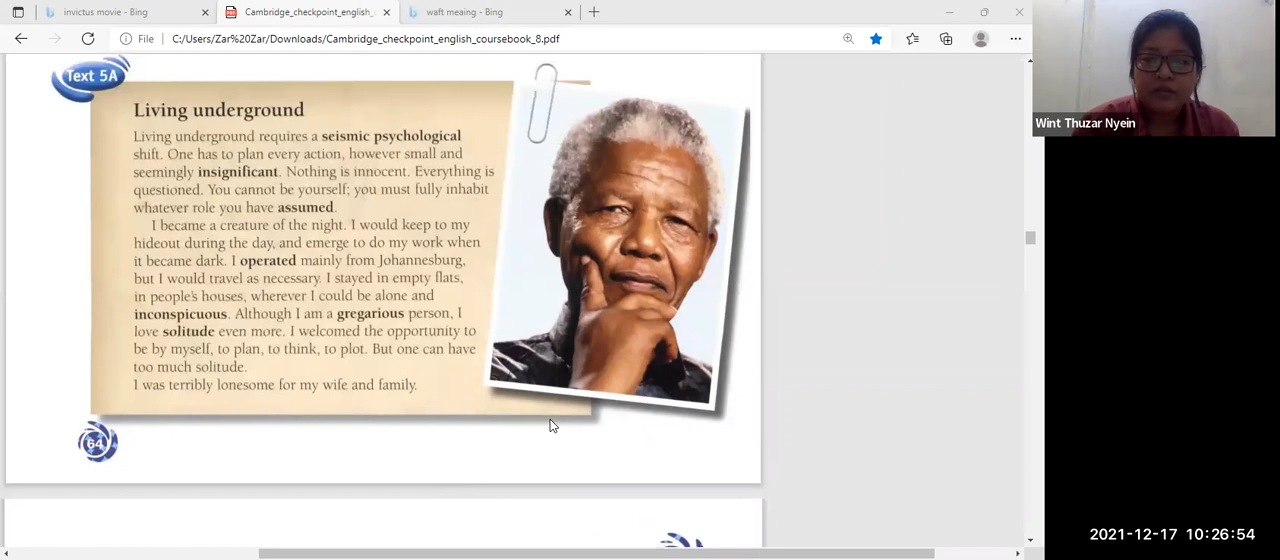 invictus movie - Bing
Cambridge_checkpoint_english_
waft meaing - Bing
File
C:/Users/Zar%20Zar/Downloads/Cambridge_checkpoint_english_coursebook_8.pdf
Text 5A
Living underground
Living underground requires a seismic psychological
shift. One has to plan every action, however small and
seemingly insignificant. Nothing is innocent. Everything is
questioned. You cannot be yourself; you must fully inhabit
whatever role you have assumed.
I became a creature of the night. I would keep to my
hideout during the day, and emerge to do my work when
it became dark. I operated mainly from Johannesburg,
but I would travel as necessary. I stayed in empty flats,
in people's houses, wherever I could be alone and
inconspicuous. Although I am a gregarious person, I
love solitude even more. I welcomed the opportunity to
be by myself, to plan, to think, to plot. But one can have
too much solitude.
I was terribly lonesome for my wife and family.
64
Wint Thuzar Nyein
2021-12-17 10:26:54